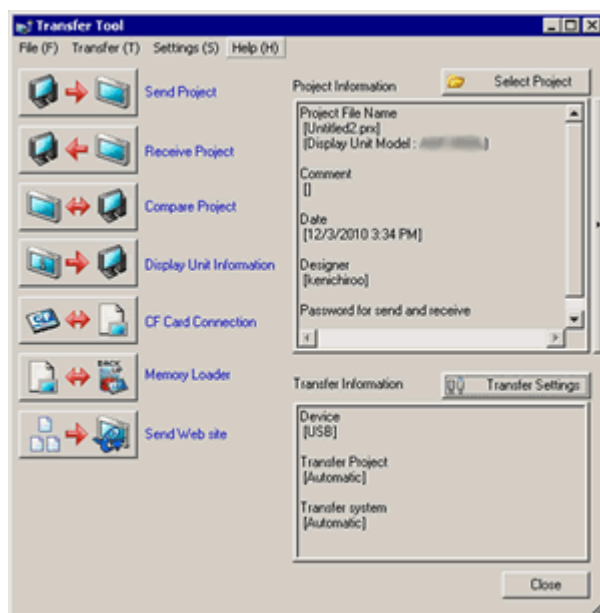 Transfer Tool
File (F) Transfer (T) Settings (S) Help (H)
Send Project
Receive Project
Compare Project
Display Unit Information
CF Card Connection
Memory Loader
Send Web site
Project Information
Select Project
Project File Name
[Untitled2.prx]
(Display Unit Model : )
Comment
[]
Date
[12/3/2010 3:34 PM]
Designer
[kenichiroo]
Password for send and receive
Transfer Information
Transfer Settings
Device
[USB]
Transfer Project
[Automatic]
Transfer system
[Automatic]
Close